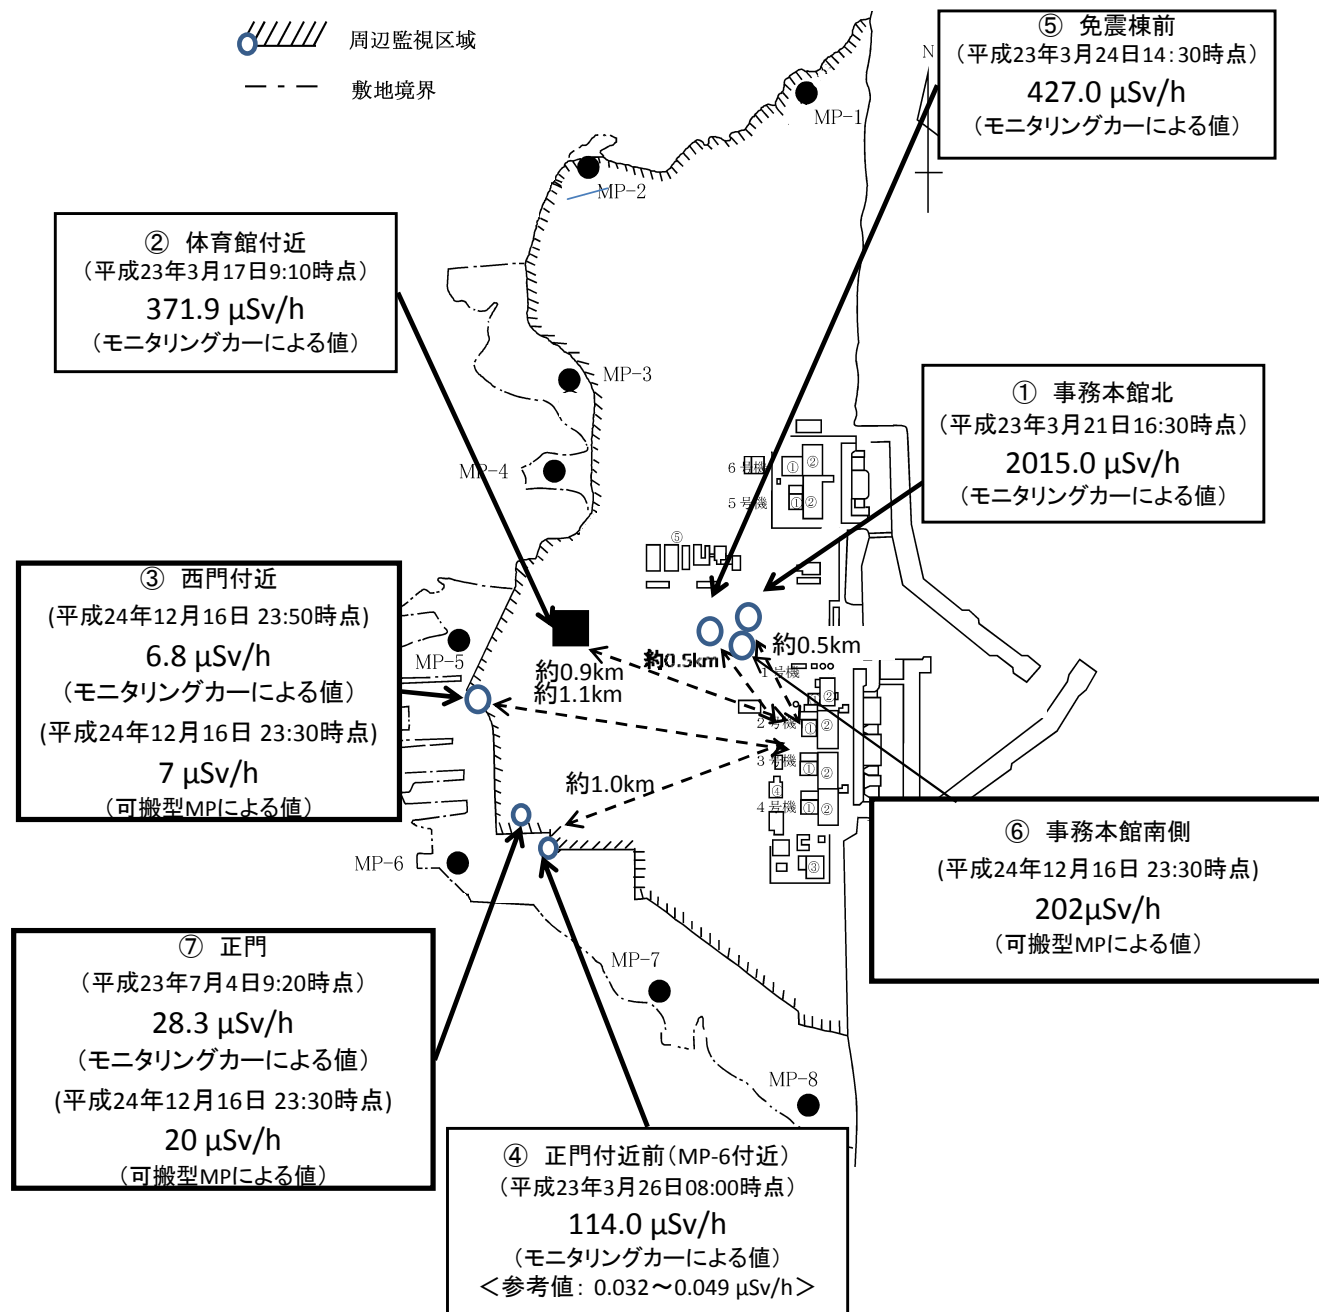 周辺監視区域
敷地境界
⑤ 免震棟前
（平成23年3月24日14:30時点）
427.0 μSv/h
（モニタリングカーによる値）
N
MP-1
MP-2
② 体育館付近
（平成23年3月17日9:10時点）
371.9 μSv/h
（モニタリングカーによる値）
MP-3
① 事務本館北
（平成23年3月21日16:30時点）
2015.0 μSv/h
（モニタリングカーによる値）
MP-4
6号機
①
②
5号機
①
②
⑤
③ 西門付近
(平成24年12月16日 23:50時点)
6.8 μSv/h
（モニタリングカーによる値）
(平成24年12月16日 23:30時点)
7 μSv/h
（可搬型MPによる値）
MP-5
約0.9km
約1.1km
約0.5km
約0.5km
1号機
②
2号機
①
②
3号機
①
②
④
4号機
①
②
③
約1.0km
MP-6
⑥ 事務本館南側
(平成24年12月16日 23:30時点)
202μSv/h
（可搬型MPによる値）
⑦ 正門
（平成23年7月4日9:20時点）
28.3 μSv/h
（モニタリングカーによる値）
(平成24年12月16日 23:30時点)
20 μSv/h
（可搬型MPによる値）
MP-7
MP-8
④ 正門付近前（MP-6付近）
（平成23年3月26日08:00時点）
114.0 μSv/h
（モニタリングカーによる値）
＜参考値: 0.032～0.049 μSv/h＞